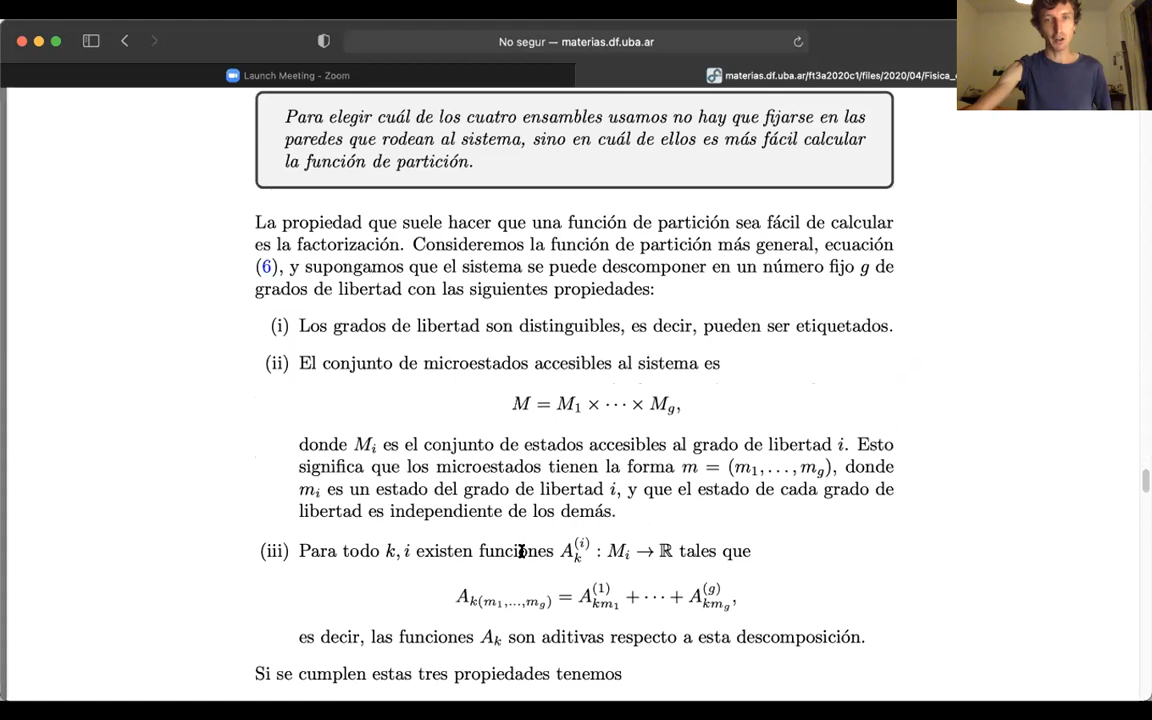 No segur — materias.df.uba.ar
Launch Meeting - Zoom
materias.df.uba.ar/ft3a2020c1/files/2020/04/Fisica_
Para elegir cuál de los cuatro ensambles usamos no hay que fijarse en las
paredes que rodean al sistema, sino en cuál de ellos es más fácil calcular
la función de partición.
La propiedad que suele hacer que una función de partición sea fácil de calcular
es la factorización. Consideremos la función de partición más general, ecuación
(6), y supongamos que el sistema se puede descomponer en un número fijo g de
grados de libertad con las siguientes propiedades:
(i) Los grados de libertad son distinguibles, es decir, pueden ser etiquetados.
(ii) El conjunto de microestados accesibles al sistema es
M = M₁ × ··· × M_g,
donde M_i es el conjunto de estados accesibles al grado de libertad i. Esto
significa que los microestados tienen la forma m = (m₁, . . . , m_g), donde
m_i es un estado del grado de libertad i, y que el estado de cada grado de
libertad es independiente de los demás.
(iii) Para todo k, i existen funciones A_k^(i) : M_i → ℝ tales que
A_k(m₁,...,m_g) = A_km₁^(1) + ··· + A_km_g^(g),
es decir, las funciones A_k son aditivas respecto a esta descomposición.
Si se cumplen estas tres propiedades tenemos